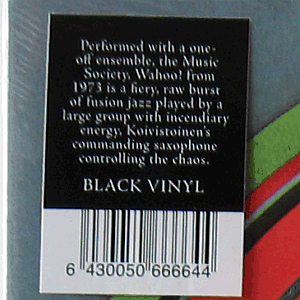 Performed with a one-
off ensemble, the Music
Society, Wahoo! from
1973 is a fiery, raw burst
of fusion jazz played by a
large group with incendiary
energy, Koivistoinen's
commanding saxophone
controlling the chaos.
BLACK VINYL
6 430050 666644